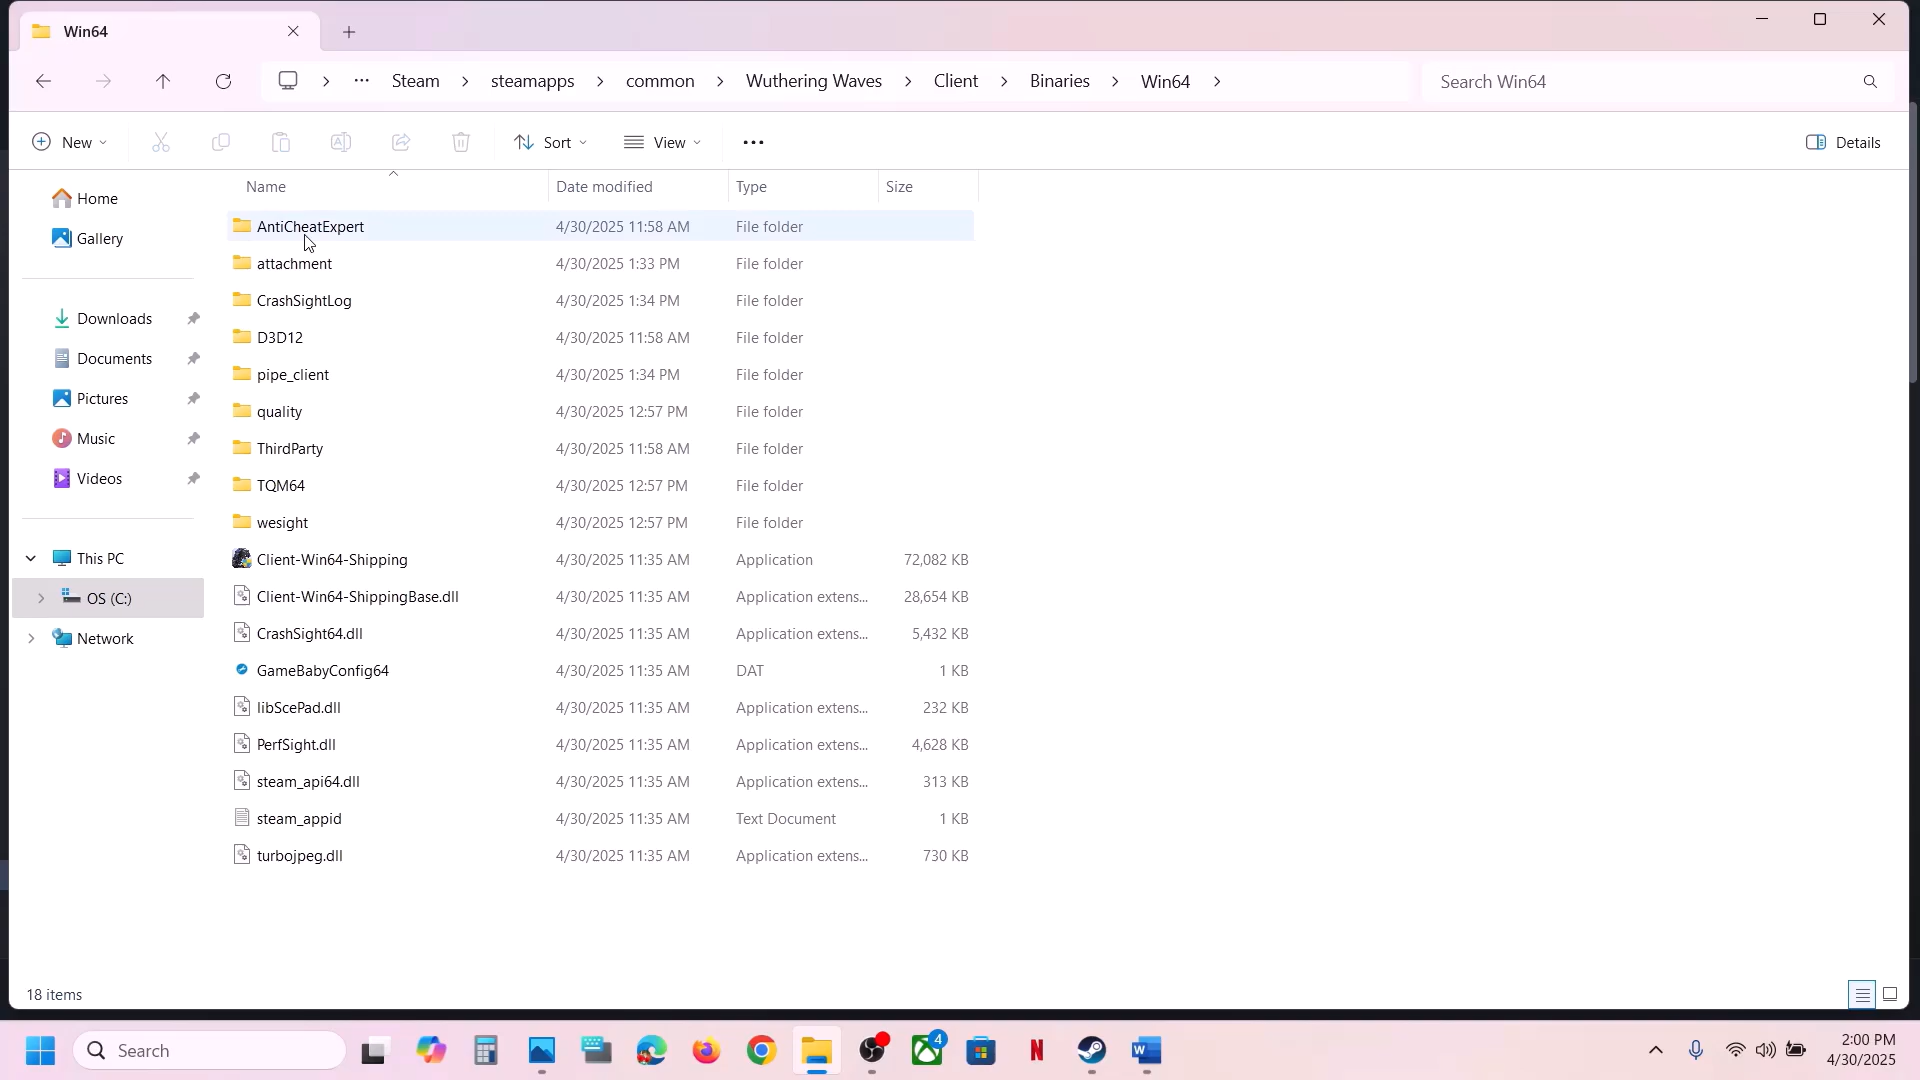 Win64
Steam
steamapps
common
Wuthering Waves
Client
Binaries
Win64
Search Win64
New
Sort
View
Details
Name
Date modified
Type
Size
Home
Gallery
Downloads
Documents
Pictures
Music
Videos
This PC
OS (C:)
Network
AntiCheatExpert 4/30/2025 11:58 AM File folder
attachment 4/30/2025 1:33 PM File folder
CrashSightLog 4/30/2025 1:34 PM File folder
D3D12 4/30/2025 11:58 AM File folder
pipe_client 4/30/2025 1:34 PM File folder
quality 4/30/2025 12:57 PM File folder
ThirdParty 4/30/2025 11:58 AM File folder
TQM64 4/30/2025 12:57 PM File folder
wesight 4/30/2025 12:57 PM File folder
Client-Win64-Shipping 4/30/2025 11:35 AM Application 72,082 KB
Client-Win64-ShippingBase.dll 4/30/2025 11:35 AM Application extens... 28,654 KB
CrashSight64.dll 4/30/2025 11:35 AM Application extens... 5,432 KB
GameBabyConfig64 4/30/2025 11:35 AM DAT 1 KB
libScePad.dll 4/30/2025 11:35 AM Application extens... 232 KB
PerfSight.dll 4/30/2025 11:35 AM Application extens... 4,628 KB
steam_api64.dll 4/30/2025 11:35 AM Application extens... 313 KB
steam_appid 4/30/2025 11:35 AM Text Document 1 KB
turbojpeg.dll 4/30/2025 11:35 AM Application extens... 730 KB
18 items
Search
4
2:00 PM
4/30/2025